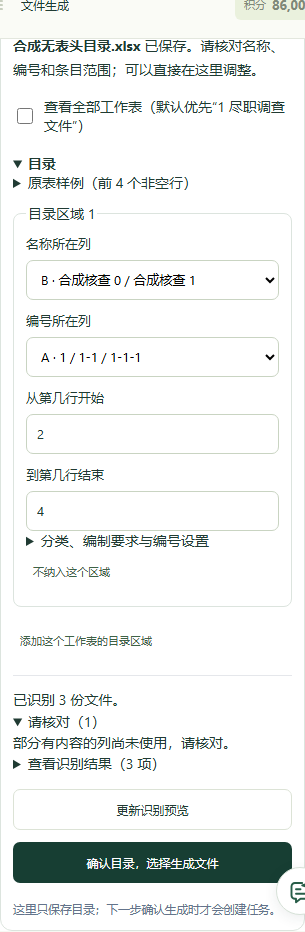 文件生成
积分 86,00
合成无表头目录.xlsx 已保存。请核对名称、
编号和条目范围；可以直接在这里调整。
查看全部工作表（默认优先“1 尽职调查
文件”）
▼ 目录
▶ 原表样例（前 4 个非空行）
目录区域 1
名称所在列
B · 合成核查 0 / 合成核查 1
编号所在列
A · 1 / 1-1 / 1-1-1
从第几行开始
2
到第几行结束
4
▶ 分类、编制要求与编号设置
不纳入这个区域
添加这个工作表的目录区域
已识别 3 份文件。
▼ 请核对（1）
部分有内容的列尚未使用，请核对。
▶ 查看识别结果（3 项）
更新识别预览
确认目录，选择生成文件
这里只保存目录；下一步确认生成时才会创建任务。